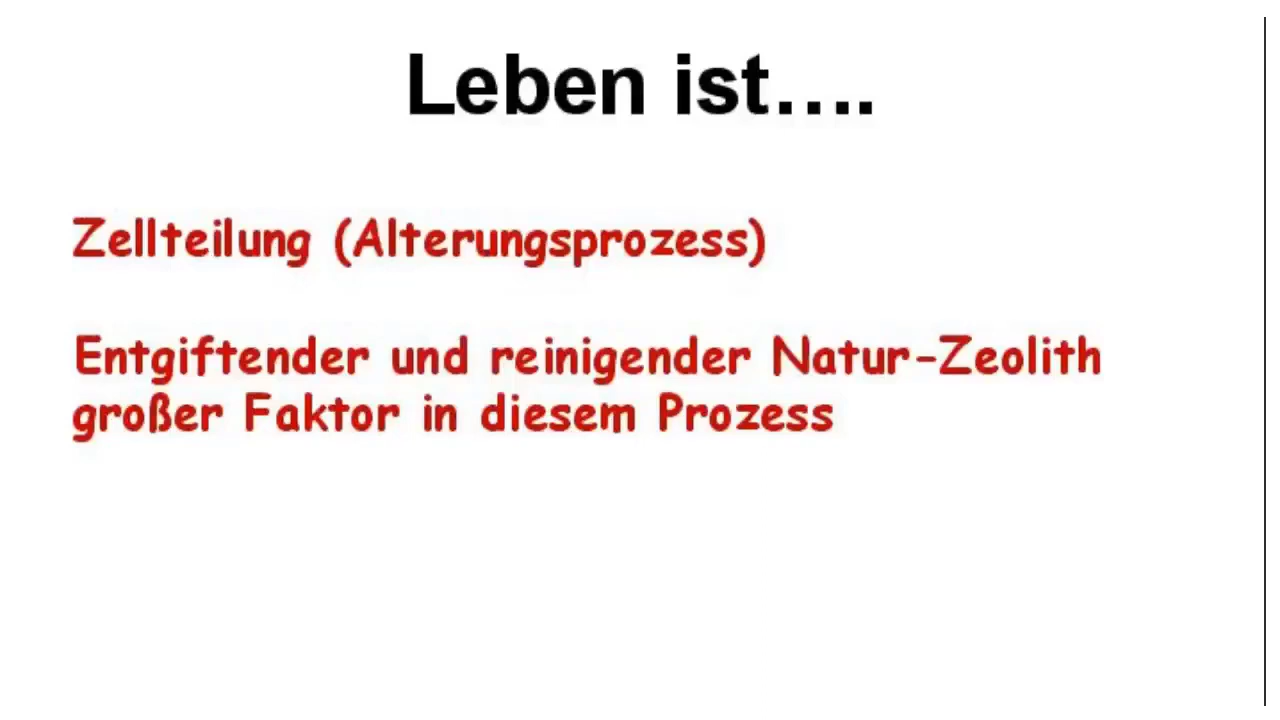 Leben ist....
Zellteilung (Alterungsprozess)
Entgiftender und reinigender Natur-Zeolith
großer Faktor in diesem Prozess